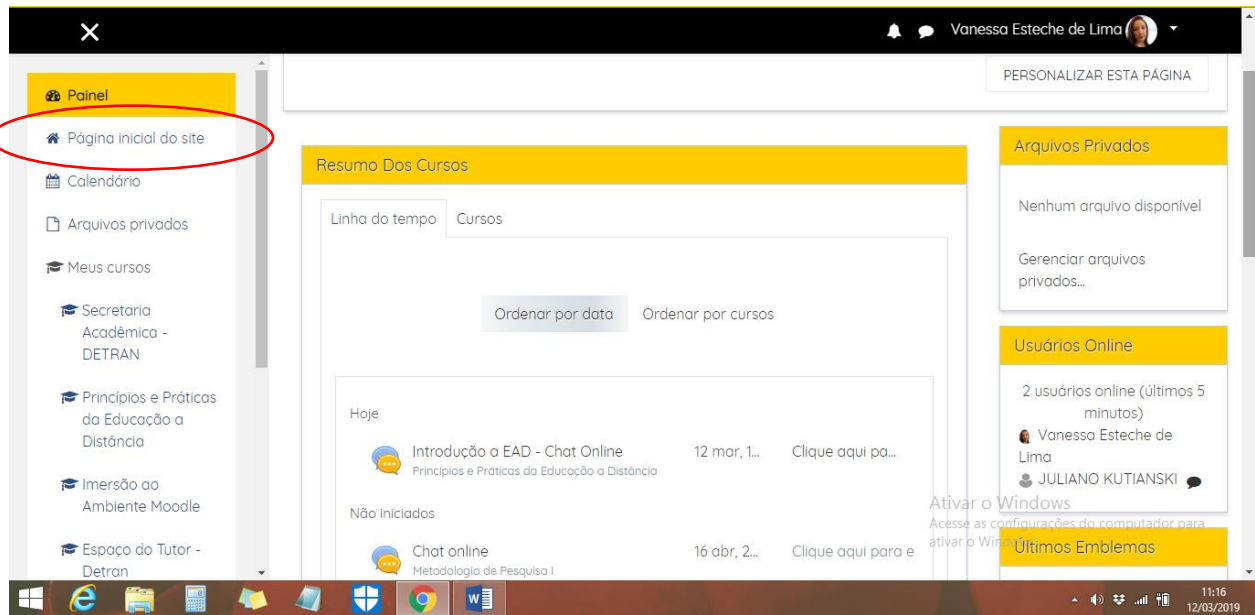 Vanessa Esteche de Lima
Painel
Página inicial do site
Calendário
Arquivos privados
Meus cursos
Secretaria
Acadêmica -
DETRAN
Princípios e Práticas
da Educação a
Distância
Imersão ao
Ambiente Moodle
Espaço do Tutor -
Detran
PERSONALIZAR ESTA PÁGINA
Resumo Dos Cursos
Linha do tempo Cursos
Ordenar por data Ordenar por cursos
Hoje
Introdução a EAD - Chat Online 12 mar, 1... Clique aqui pa...
Princípios e Práticas da Educação a Distância
Não iniciados
Chat online 16 abr, 2... Clique aqui para e
Metodologia de Pesquisa I
Arquivos Privados
Nenhum arquivo disponível
Gerenciar arquivos
privados...
Usuários Online
2 usuários online (últimos 5
minutos)
Vanessa Esteche de
Lima
JULIANO KUTIANSKI
Últimos Emblemas
Ativar o Windows
Acesse as configurações do computador para
ativar o Windows.
11:16
12/03/2019